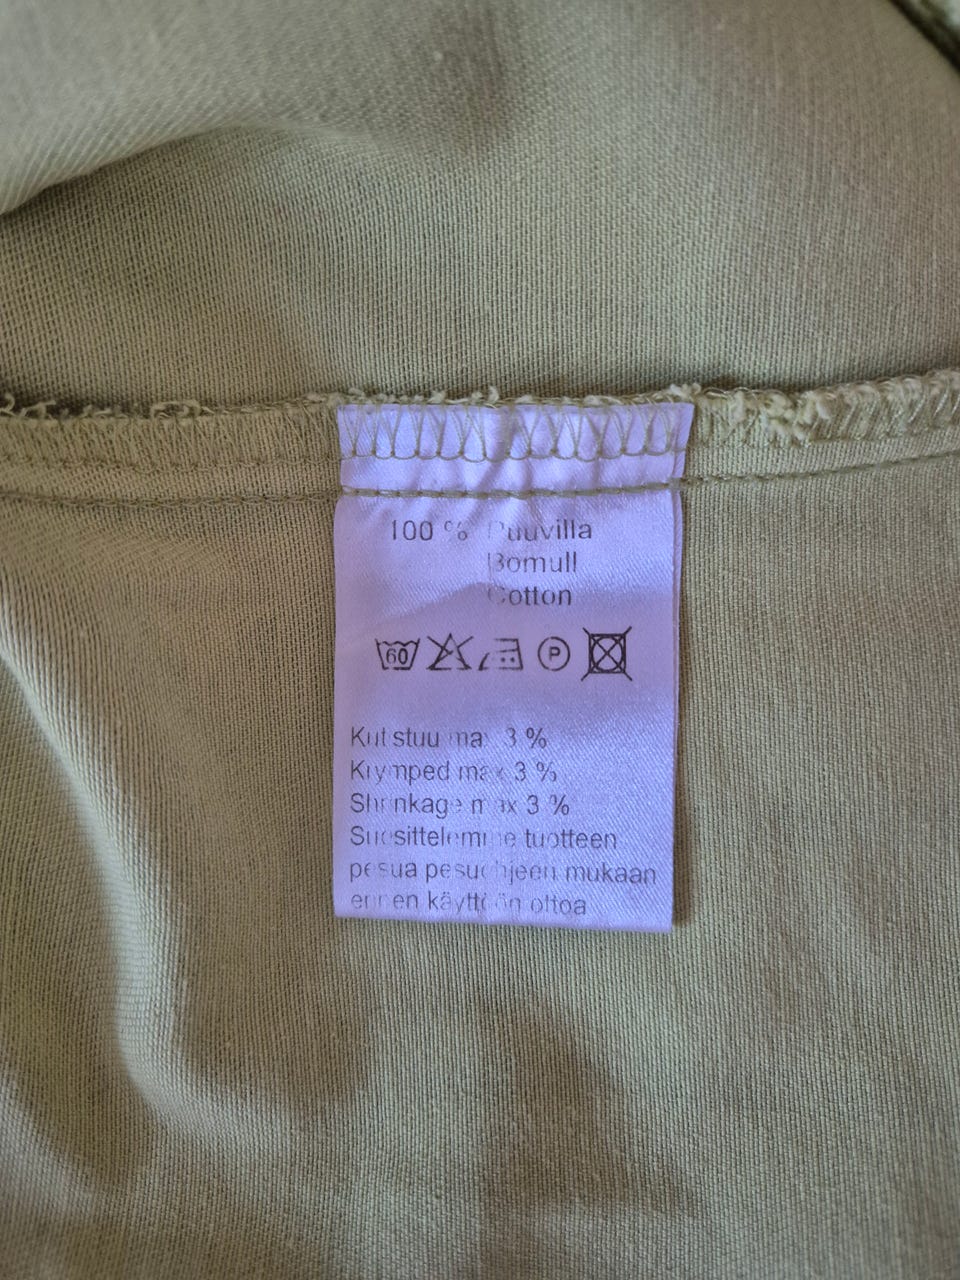 100 % Puuvilla
Bomull
Cotton
60 P
Kutistuu max 3 %
Krymped max 3 %
Shrinkage max 3 %
Suosittelemme tuotteen
pesua pesuohjeen mukaan
ennen käyttöön ottoa